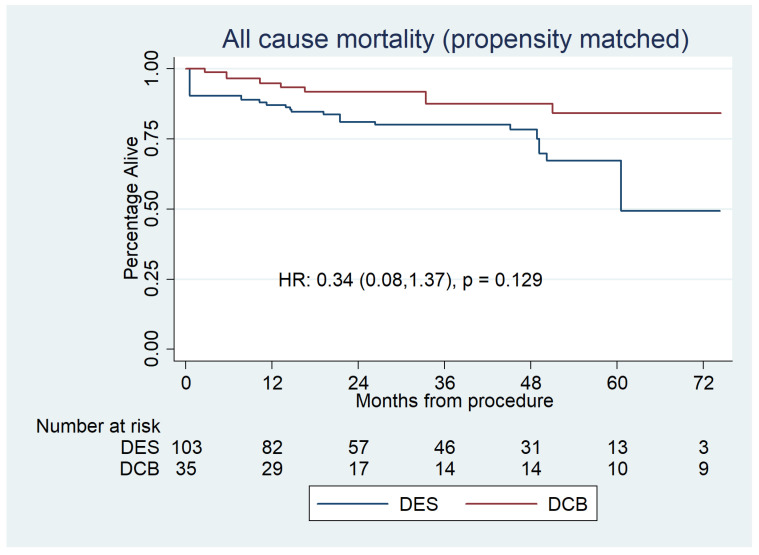 All cause mortality (propensity matched)
Percentage Alive
1.00
0.75
0.50
0.25
0.00
HR: 0.34 (0.08,1.37), p = 0.129
0 12 24 36 48 60 72
Months from procedure
Number at risk
DES 103 82 57 46 31 13 3
DCB 35 29 17 14 14 10 9
DES DCB